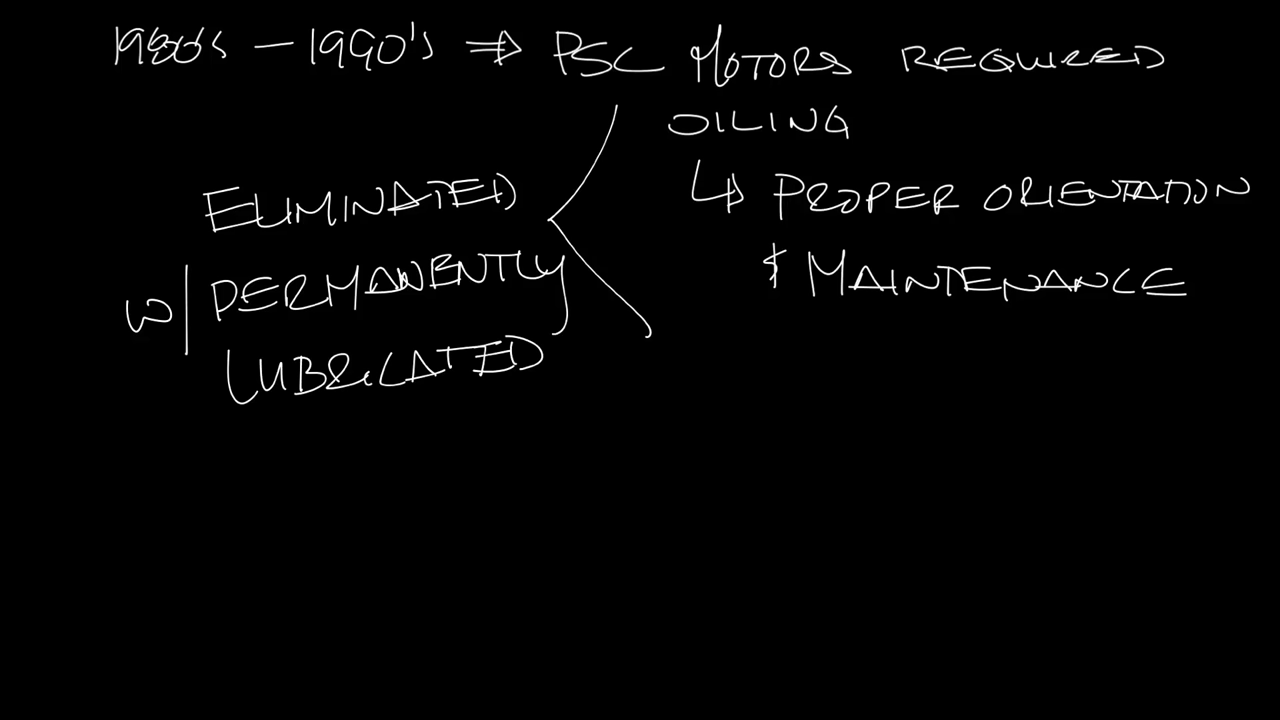 1980's - 1990's ⇒ PSC MOTORS REQUIRED
OILING
↳ PROPER ORIENTATION
& MAINTENANCE
ELIMINATED
w/ PERMANENTLY
LUBRICATED